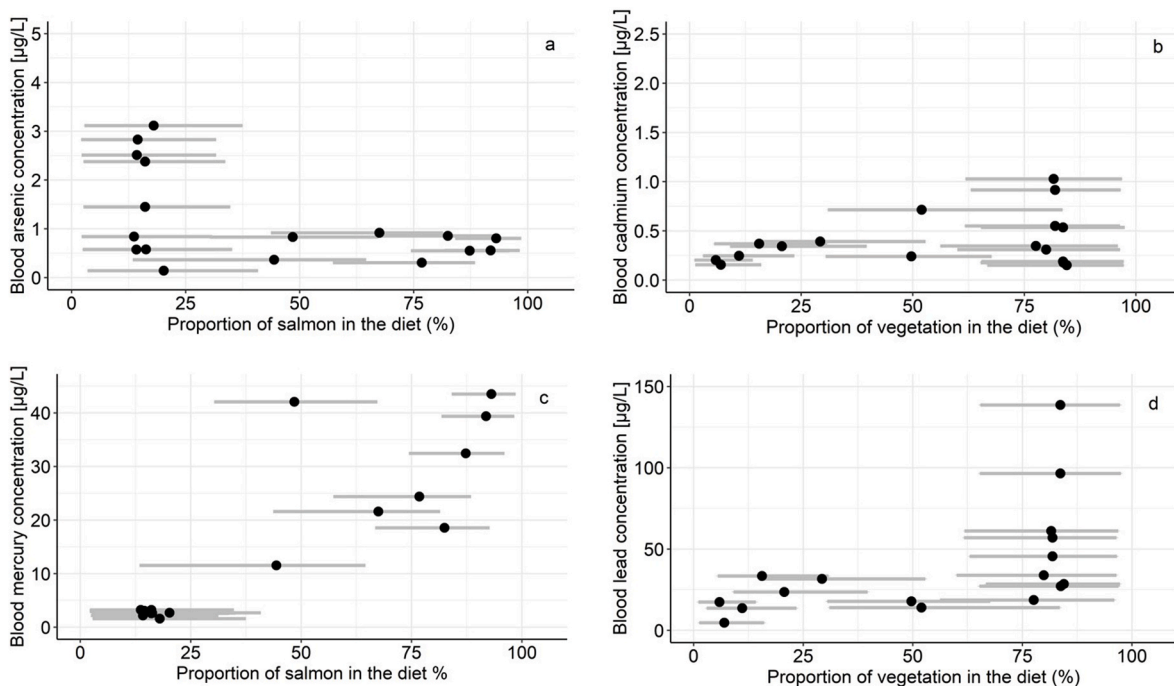 a
Blood arsenic concentration [µg/L]
5
4
3
2
1
0
0 25 50 75 100
Proportion of salmon in the diet (%)
b
Blood cadmium concentration [µg/L]
2.5
2.0
1.5
1.0
0.5
0.0
0 25 50 75 100
Proportion of vegetation in the diet (%)
c
Blood mercury concentration [µg/L]
40
30
20
10
0
0 25 50 75 100
Proportion of salmon in the diet %
d
Blood lead concentration [µg/L]
150
100
50
0
0 25 50 75 100
Proportion of vegetation in the diet (%)